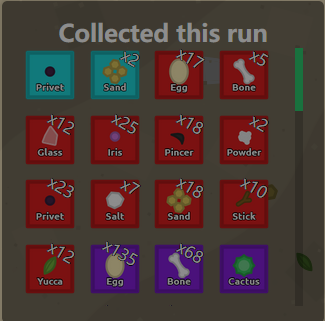 Collected this run
x2 x17 x5
Privet Sand Egg Bone
x12 x25 x18 x2
Glass Iris Pincer Powder
x23 x7 x18 x10
Privet Salt Sand Stick
x12 x135 x68
Yucca Egg Bone Cactus